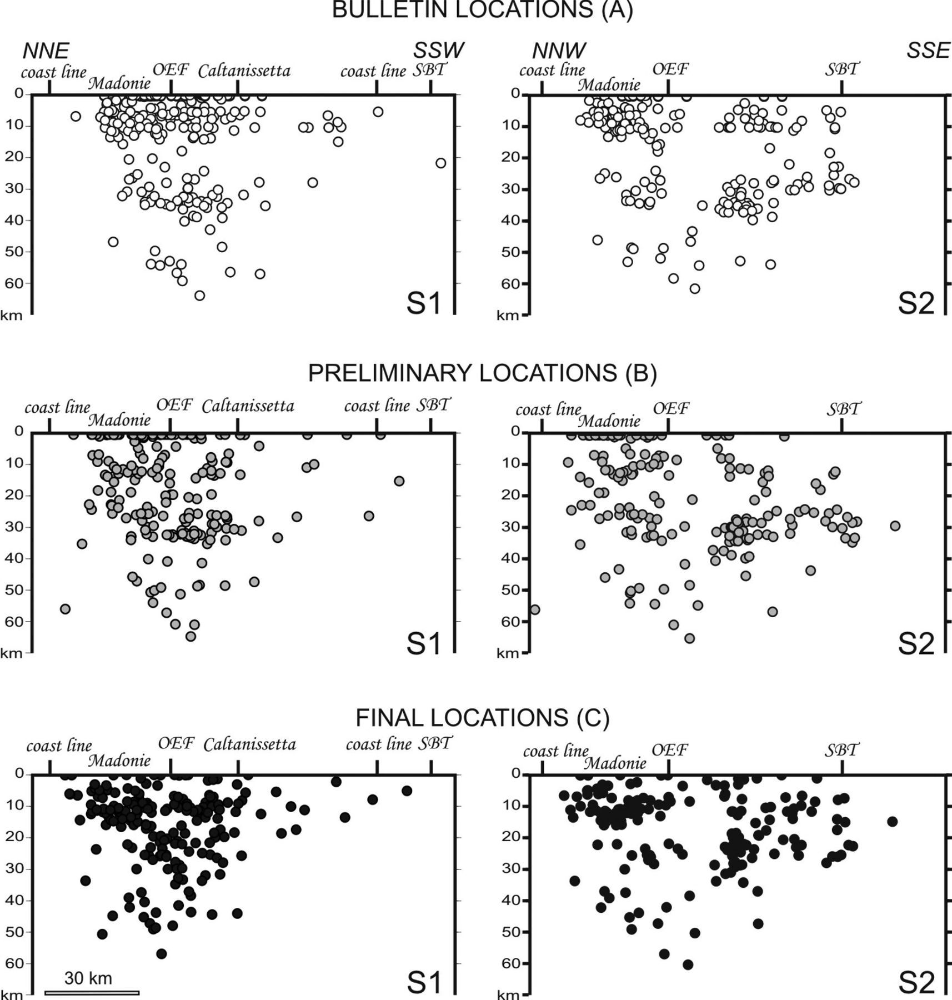 BULLETIN LOCATIONS (A)
NNE SSW NNW SSE
coast line Madonie OEF Caltanissetta coast line SBT
coast line Madonie OEF SBT
0
10
20
30
40
50
60
km
S1
0
10
20
30
40
50
60
km
S2
PRELIMINARY LOCATIONS (B)
coast line Madonie OEF Caltanissetta coast line SBT
coast line Madonie OEF SBT
0
10
20
30
40
50
60
km
S1
0
10
20
30
40
50
60
km
S2
FINAL LOCATIONS (C)
coast line Madonie OEF Caltanissetta coast line SBT
coast line Madonie OEF SBT
0
10
20
30
40
50
60
km
30 km
S1
0
10
20
30
40
50
60
km
S2